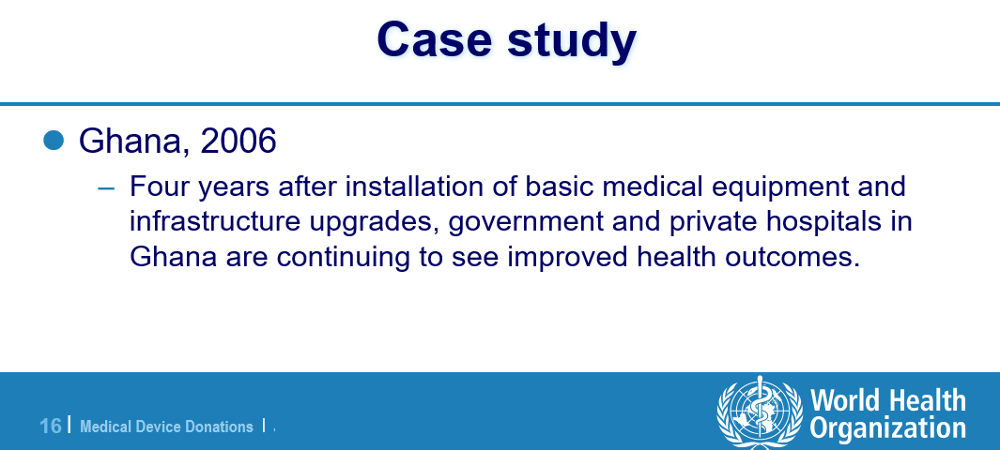 Case study
Ghana, 2006
– Four years after installation of basic medical equipment and
infrastructure upgrades, government and private hospitals in
Ghana are continuing to see improved health outcomes.
16 | Medical Device Donations |
World Health
Organization